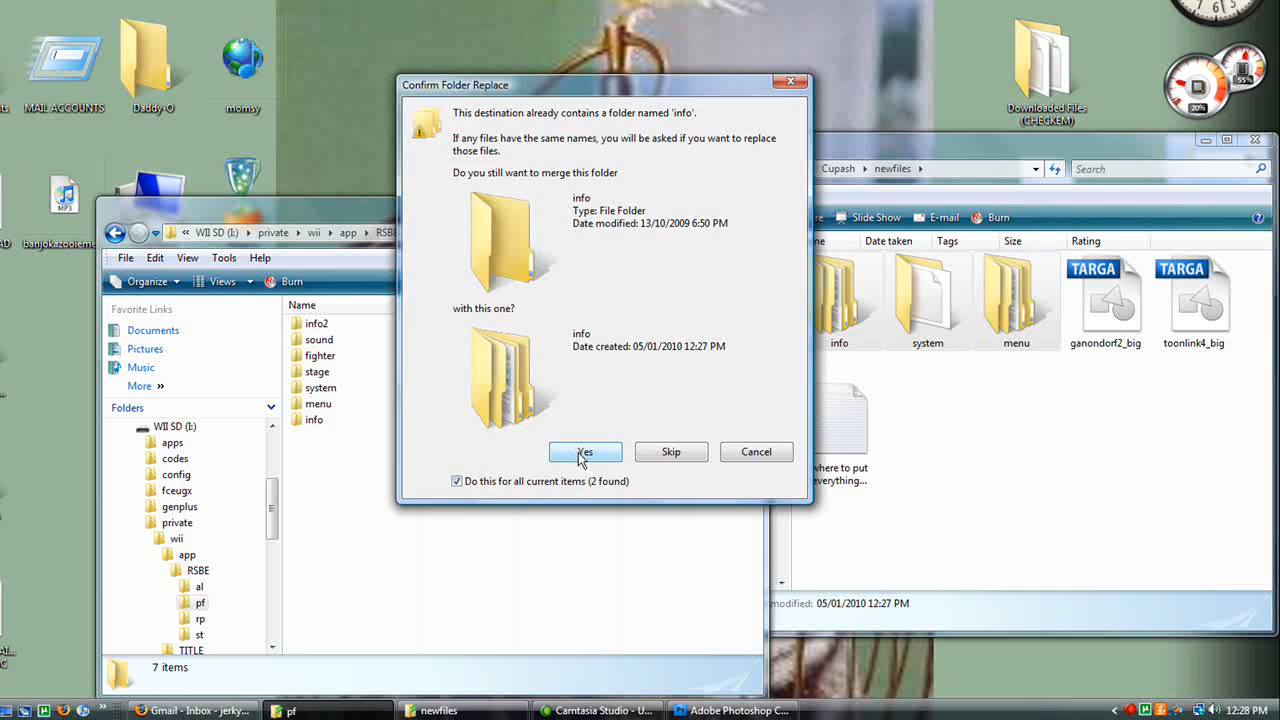 MAIL ACCOUNTS
Daddy-O
momsy
Downloaded Files
(CHECKEM)
55%
20%
MP3
banjokazooieme
Confirm Folder Replace
This destination already contains a folder named 'info'.
If any files have the same names, you will be asked if you want to replace
those files.
Do you still want to merge this folder
info
Type: File Folder
Date modified: 13/10/2009 6:50 PM
with this one?
info
Date created: 05/01/2010 12:27 PM
Yes
Skip
Cancel
Do this for all current items (2 found)
WII SD (I:)
private
wii
app
RSB
File
Edit
View
Tools
Help
Organize
Views
Burn
Favorite Links
Documents
Pictures
Music
More
Folders
WII SD (I:)
apps
codes
config
fceugx
genplus
private
wii
app
RSBE
al
pf
rp
st
TITLE
Name
info2
sound
fighter
stage
system
menu
info
7 items
Cupash
newfiles
Search
re
Slide Show
E-mail
Burn
me
Date taken
Tags
Size
Rating
info
system
menu
TARGA
ganondorf2_big
TARGA
toonlink4_big
where to put
everything...
modified: 05/01/2010 12:27 PM
Gmail - Inbox - jerky...
pf
newfiles
Camtasia Studio - U...
Adobe Photoshop C...
12:28 PM